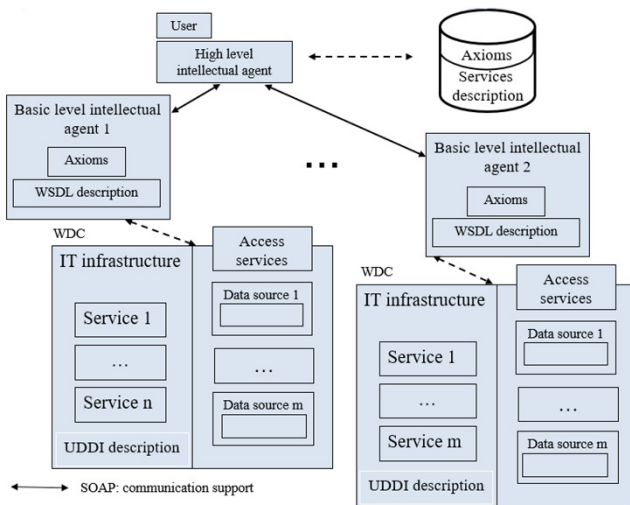 User
High level
intellectual agent
Axioms
Services
description
Basic level intellectual
agent 1
Axioms
WSDL description
...
Basic level intellectual
agent 2
Axioms
WSDL description
WDC
IT infrastructure
Service 1
...
Service n
UDDI description
Access
services
Data source 1
...
Data source m
WDC
IT infrastructure
Service 1
...
Service m
UDDI description
Access
services
Data source 1
...
Data source m
SOAP: communication support